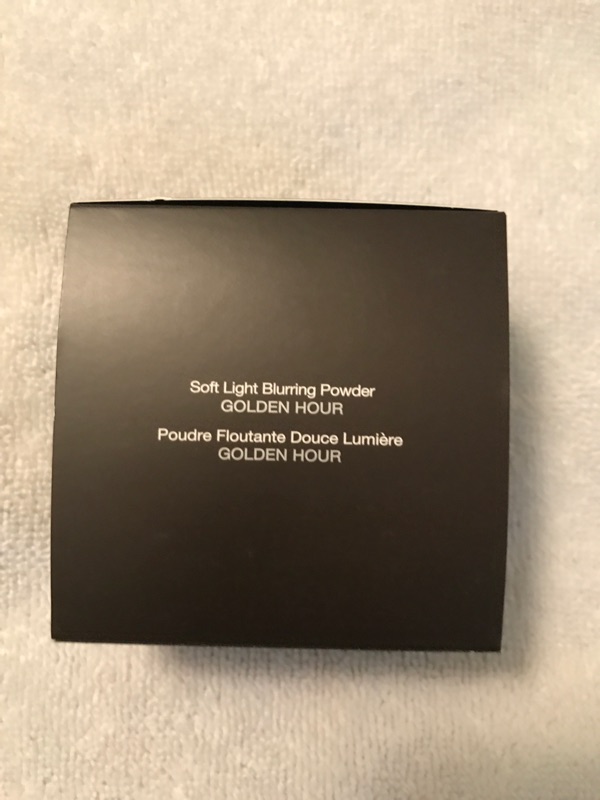 Soft Light Blurring Powder
GOLDEN HOUR
Poudre Floutante Douce Lumière
GOLDEN HOUR